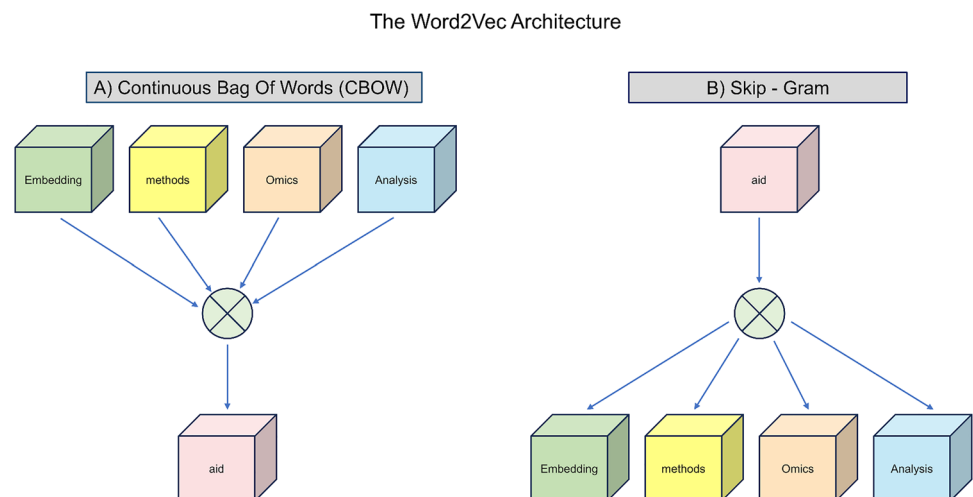 The Word2Vec Architecture
A) Continuous Bag Of Words (CBOW)
B) Skip - Gram
Embedding
methods
Omics
Analysis
aid
aid
Embedding
methods
Omics
Analysis